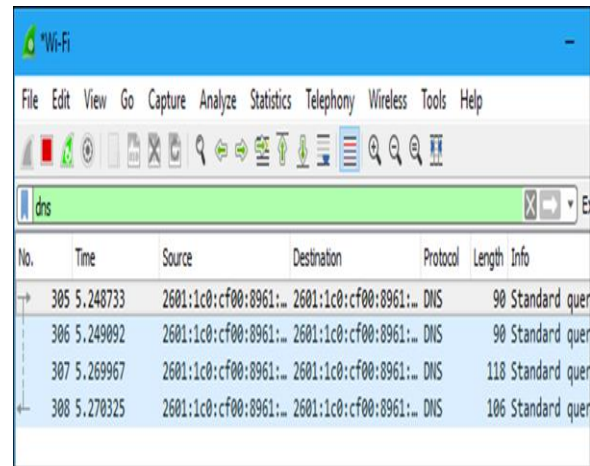 *Wi-Fi
File Edit View Go Capture Analyze Statistics Telephony Wireless Tools Help
dns
No. Time Source Destination Protocol Length Info
305 5.248733 2601:1c0:cf00:8961:… 2601:1c0:cf00:8961:… DNS 90 Standard quer
306 5.249092 2601:1c0:cf00:8961:… 2601:1c0:cf00:8961:… DNS 90 Standard quer
307 5.269967 2601:1c0:cf00:8961:… 2601:1c0:cf00:8961:… DNS 118 Standard quer
308 5.270325 2601:1c0:cf00:8961:… 2601:1c0:cf00:8961:… DNS 106 Standard quer